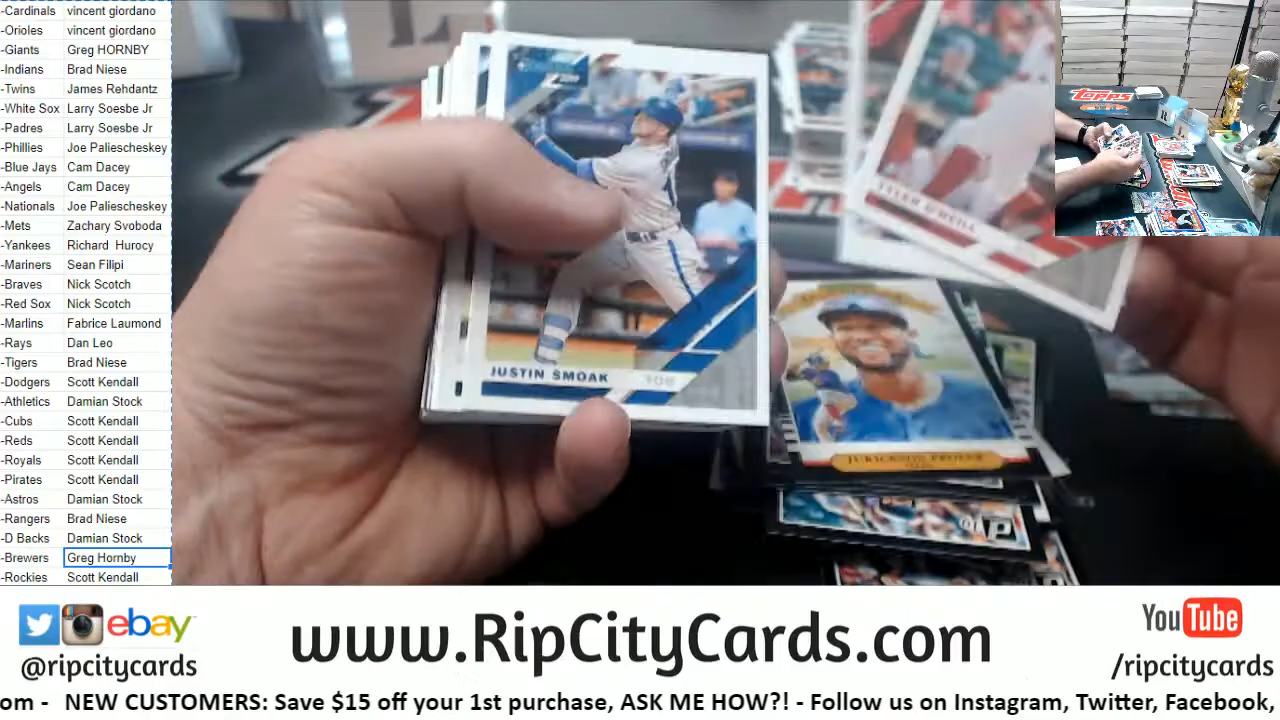 -Cardinals vincent giordano
-Orioles vincent giordano
-Giants Greg HORNBY
-Indians Brad Niese
-Twins James Rehdantz
-White Sox Larry Soesbe Jr
-Padres Larry Soesbe Jr
-Phillies Joe Paliescheskey
-Blue Jays Cam Dacey
-Angels Cam Dacey
-Nationals Joe Paliescheskey
-Mets Zachary Svoboda
-Yankees Richard Hurocy
-Mariners Sean Filipi
-Braves Nick Scotch
-Red Sox Nick Scotch
-Marlins Fabrice Laumond
-Rays Dan Leo
-Tigers Brad Niese
-Dodgers Scott Kendall
-Athletics Damian Stock
-Cubs Scott Kendall
-Reds Scott Kendall
-Royals Scott Kendall
-Pirates Scott Kendall
-Astros Damian Stock
-Rangers Brad Niese
-D Backs Damian Stock
-Brewers Greg Hornby
-Rockies Scott Kendall
TYLER O'NEILL
JUSTIN SMOAK
JURICKSON PROFAR
Topps
ebay
@ripcitycards
www.RipCityCards.com
YouTube
/ripcitycards
om - NEW CUSTOMERS: Save $15 off your 1st purchase, ASK ME HOW?! - Follow us on Instagram, Twitter, Facebook,